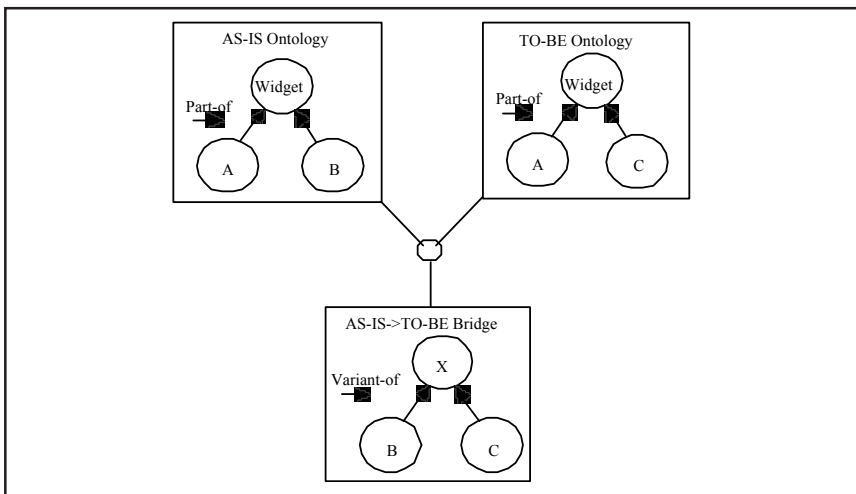 AS-IS Ontology
Widget
Part-of
A
B
TO-BE Ontology
Widget
Part-of
A
C
AS-IS->TO-BE Bridge
X
Variant-of
B
C